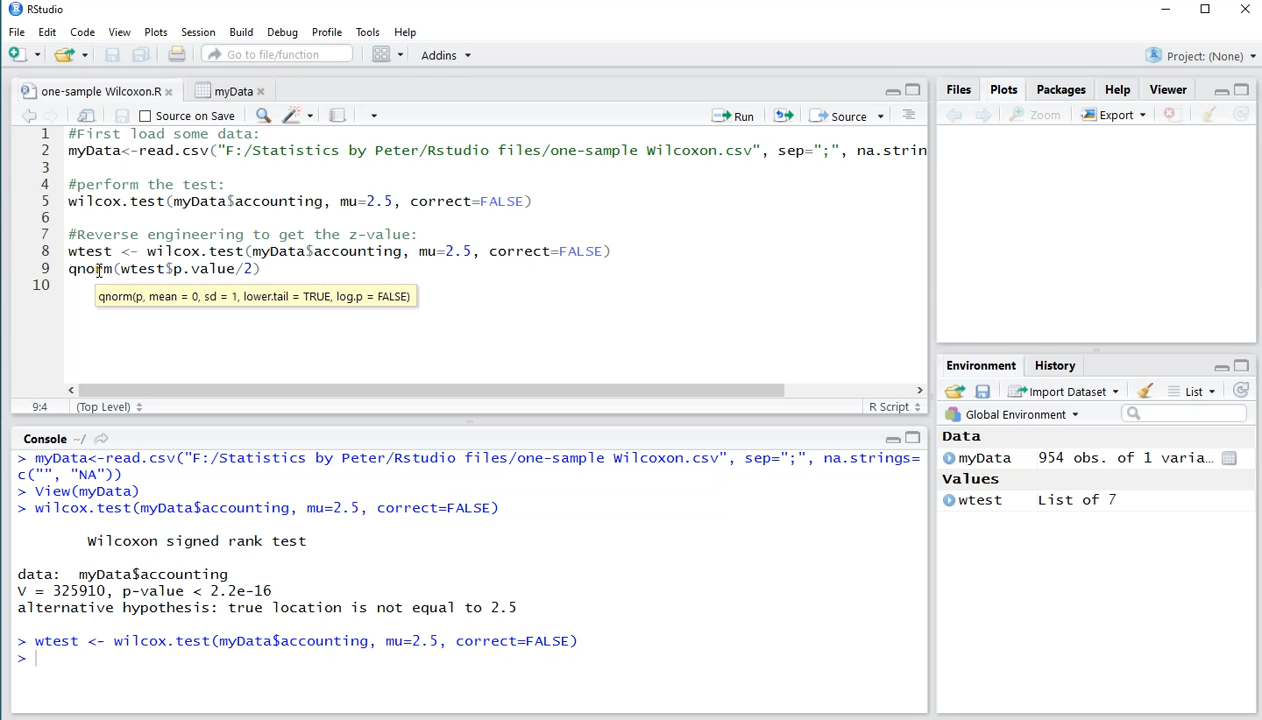 RStudio
File Edit Code View Plots Session Build Debug Profile Tools Help
Go to file/function Addins Project: (None)
one-sample Wilcoxon.R myData
Source on Save Run Source
1 #First load some data:
2 myData<-read.csv("F:/Statistics by Peter/Rstudio files/one-sample Wilcoxon.csv", sep=";", na.strin
3
4 #perform the test:
5 wilcox.test(myData$accounting, mu=2.5, correct=FALSE)
6
7 #Reverse engineering to get the z-value:
8 wtest <- wilcox.test(myData$accounting, mu=2.5, correct=FALSE)
9 qnorm(wtest$p.value/2)
10
qnorm(p, mean = 0, sd = 1, lower.tail = TRUE, log.p = FALSE)
9:4 (Top Level) R Script
Console ~/
> myData<-read.csv("F:/Statistics by Peter/Rstudio files/one-sample Wilcoxon.csv", sep=";", na.strings=
c("", "NA"))
> View(myData)
> wilcox.test(myData$accounting, mu=2.5, correct=FALSE)
Wilcoxon signed rank test
data: myData$accounting
V = 325910, p-value < 2.2e-16
alternative hypothesis: true location is not equal to 2.5
> wtest <- wilcox.test(myData$accounting, mu=2.5, correct=FALSE)
>
Files Plots Packages Help Viewer
Zoom Export
Environment History
Import Dataset List
Global Environment
Data
myData 954 obs. of 1 varia…
Values
wtest List of 7